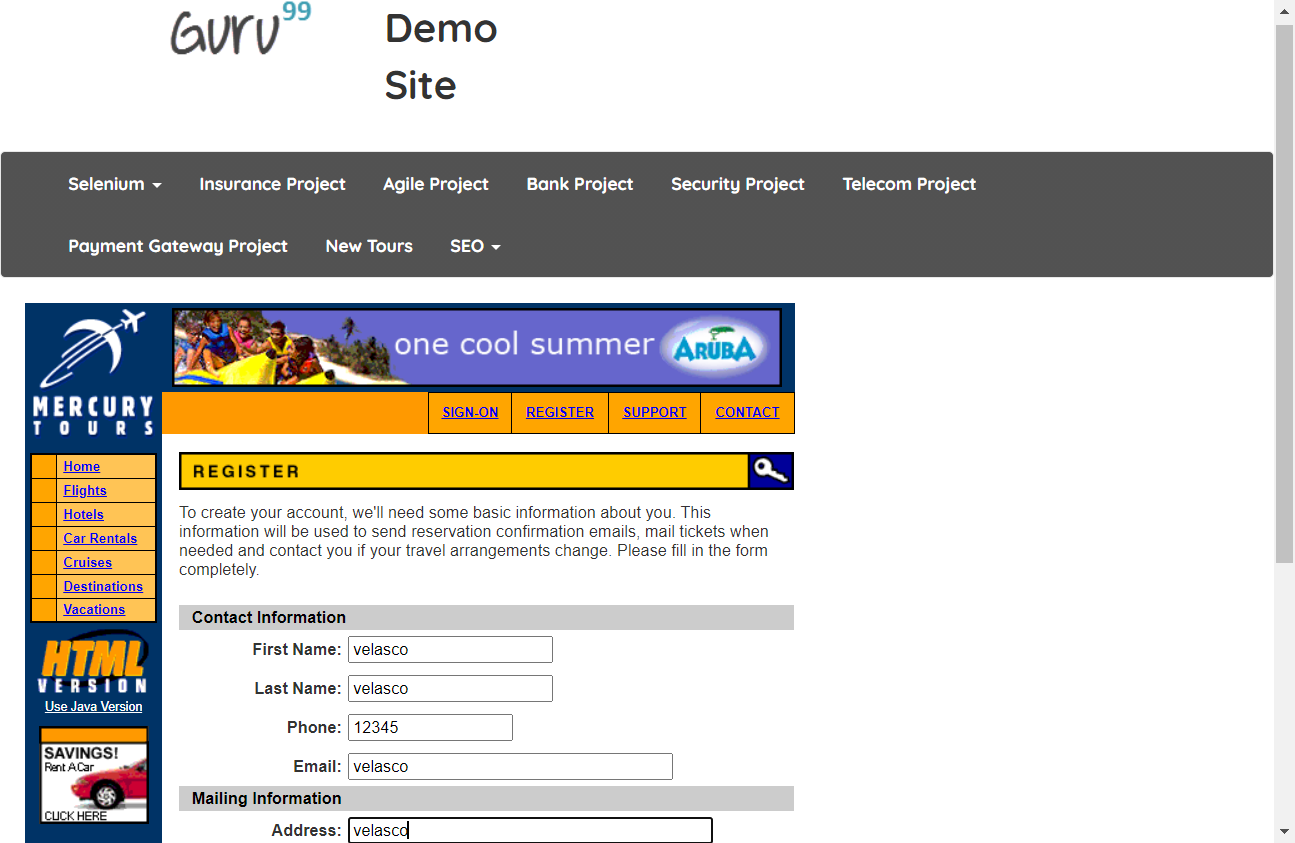 Guru99
Demo
Site
Selenium
Insurance Project
Agile Project
Bank Project
Security Project
Telecom Project
Payment Gateway Project
New Tours
SEO
one cool summer
ARUBA
MERCURY
TOURS
SIGN-ON
REGISTER
SUPPORT
CONTACT
Home
Flights
Hotels
Car Rentals
Cruises
Destinations
Vacations
HTML
VERSION
Use Java Version
SAVINGS!
Rent A Car
CLICK HERE
REGISTER
To create your account, we'll need some basic information about you. This
information will be used to send reservation confirmation emails, mail tickets when
needed and contact you if your travel arrangements change. Please fill in the form
completely.
Contact Information
First Name: velasco
Last Name: velasco
Phone: 12345
Email: velasco
Mailing Information
Address: velasco